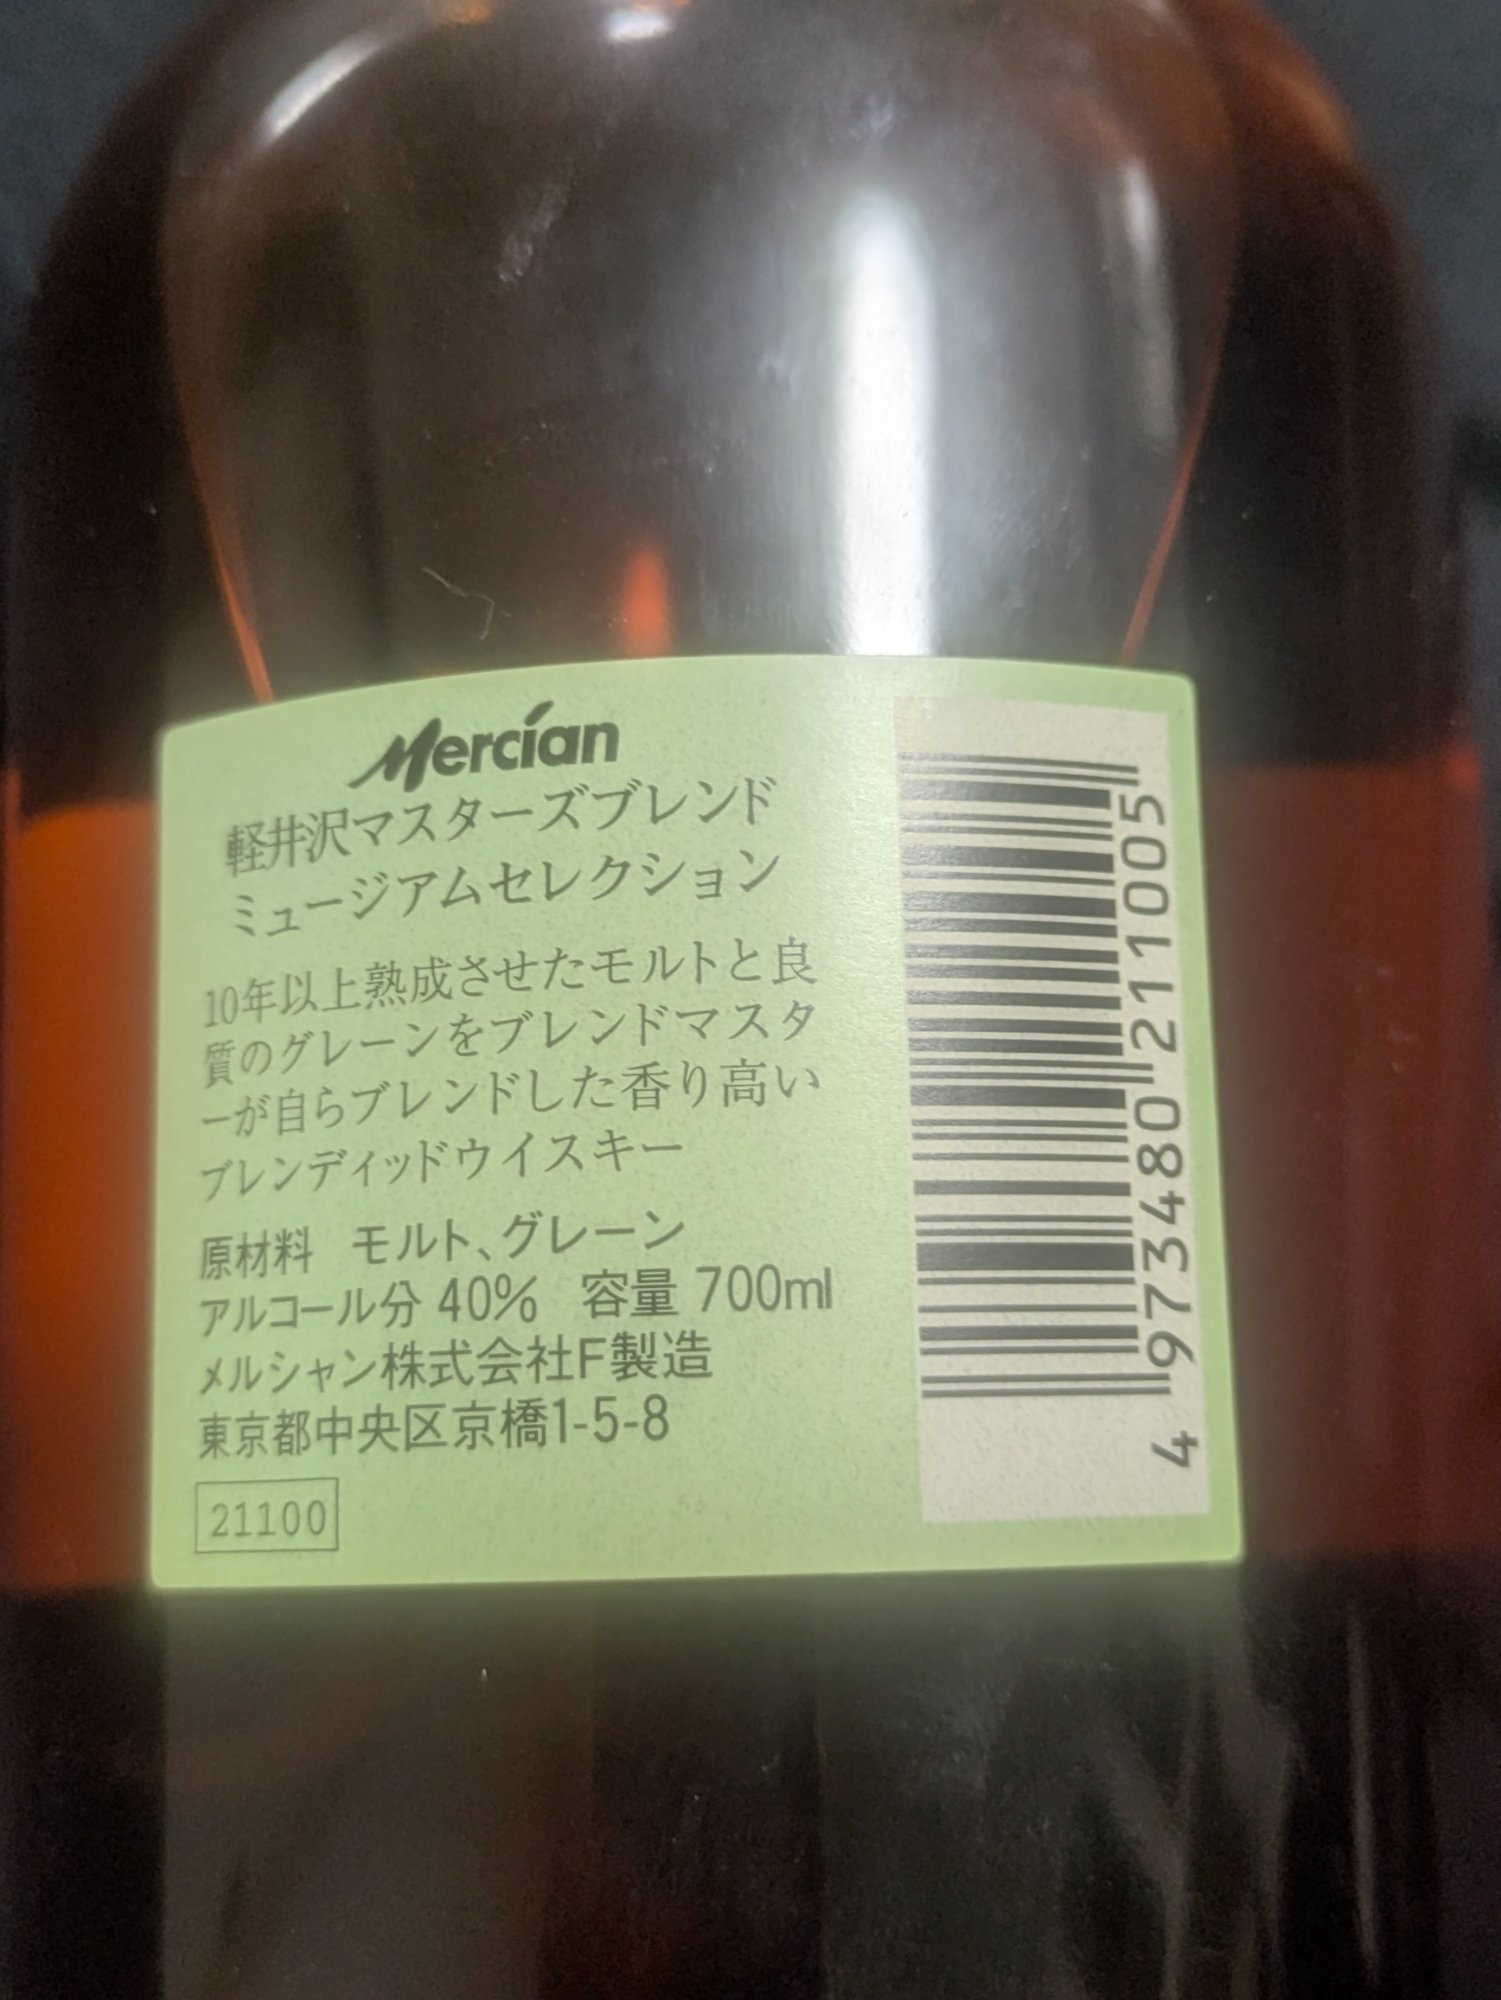 Mercian
軽井沢マスターズブレンド
ミュージアムセレクション
10年以上熟成させたモルトと良
質のグレーンをブレンドマスタ
ーが自らブレンドした香り高い
ブレンディッドウイスキー
原材料 モルト、グレーン
アルコール分 40% 容量 700ml
メルシャン株式会社F製造
東京都中央区京橋1-5-8
21100
4 973480 211005